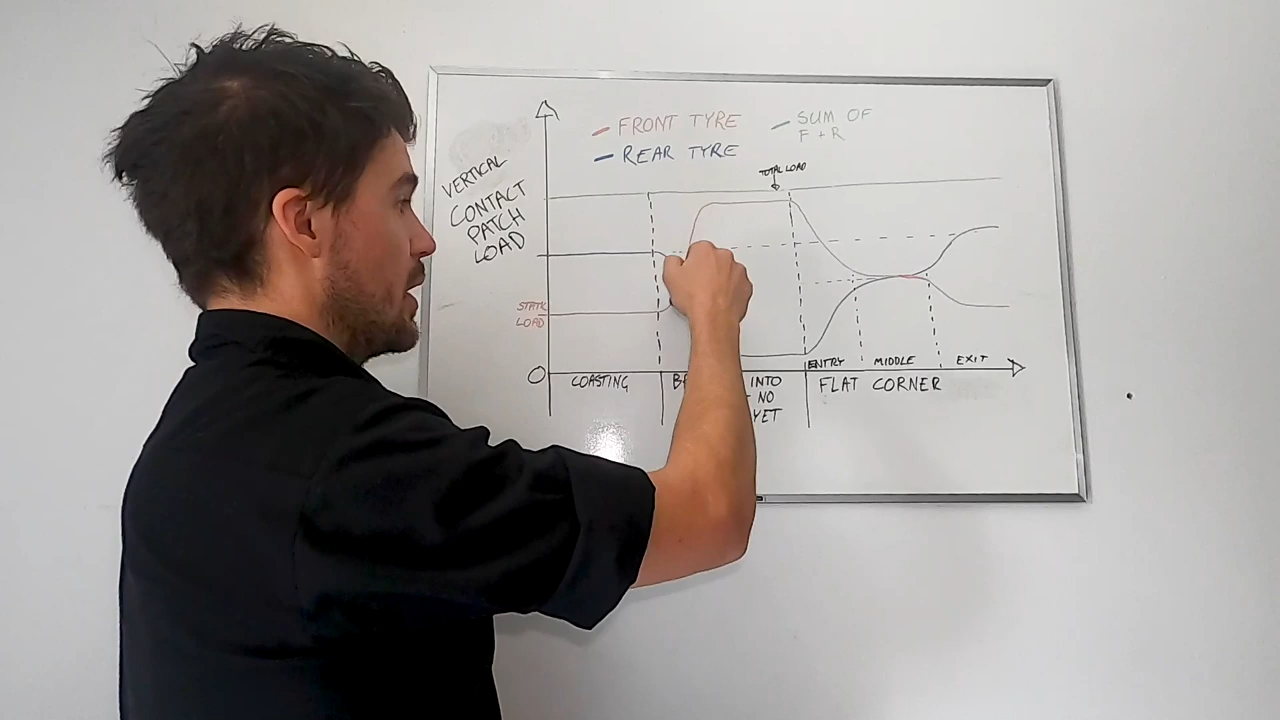 FRONT TYRE
SUM OF
F + R
REAR TYRE
TOTAL LOAD
VERTICAL
CONTACT
PATCH
LOAD
STATIC
LOAD
0
ENTRY
MIDDLE
EXIT
COASTING
INTO
NO
YET
FLAT CORNER